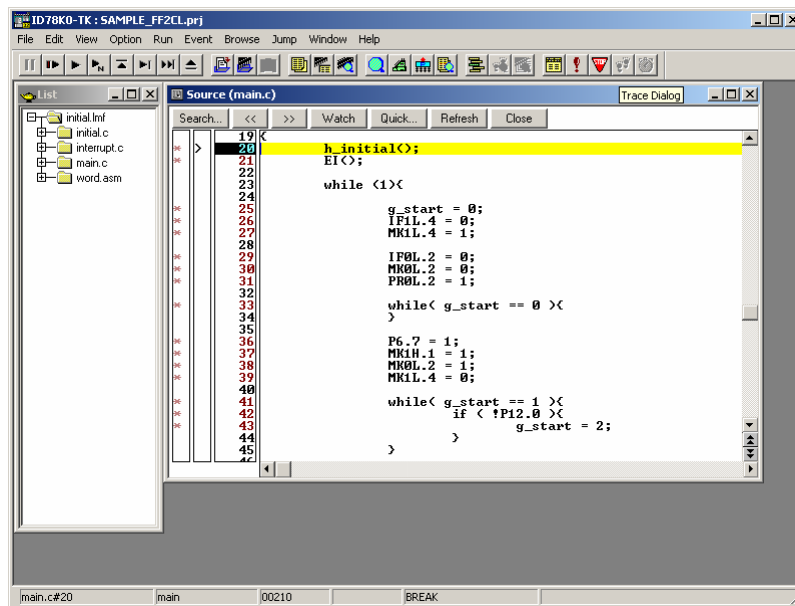 ID78K0-TK : SAMPLE_FF2CL.prj
File Edit View Option Run Event Browse Jump Window Help
List
Source (main.c)
Trace Dialog
initial.lmf
initial.c
interrupt.c
main.c
word.asm
Search... << >> Watch Quick... Refresh Close
19 {
* > 20 h_initial();
* 21 EI();
22
23 while (1){
24
* 25 g_start = 0;
* 26 IF1L.4 = 0;
* 27 MK1L.4 = 1;
28
* 29 IF0L.2 = 0;
* 30 MK0L.2 = 0;
* 31 PR0L.2 = 1;
32
* 33 while( g_start == 0 ){
34 }
35
* 36 P6.7 = 1;
* 37 MK1H.1 = 1;
* 38 MK0L.2 = 1;
* 39 MK1L.4 = 0;
40
* 41 while( g_start == 1 ){
* 42 if ( !P12.0 ){
* 43 g_start = 2;
44 }
45 }
main.c#20 main 00210 BREAK